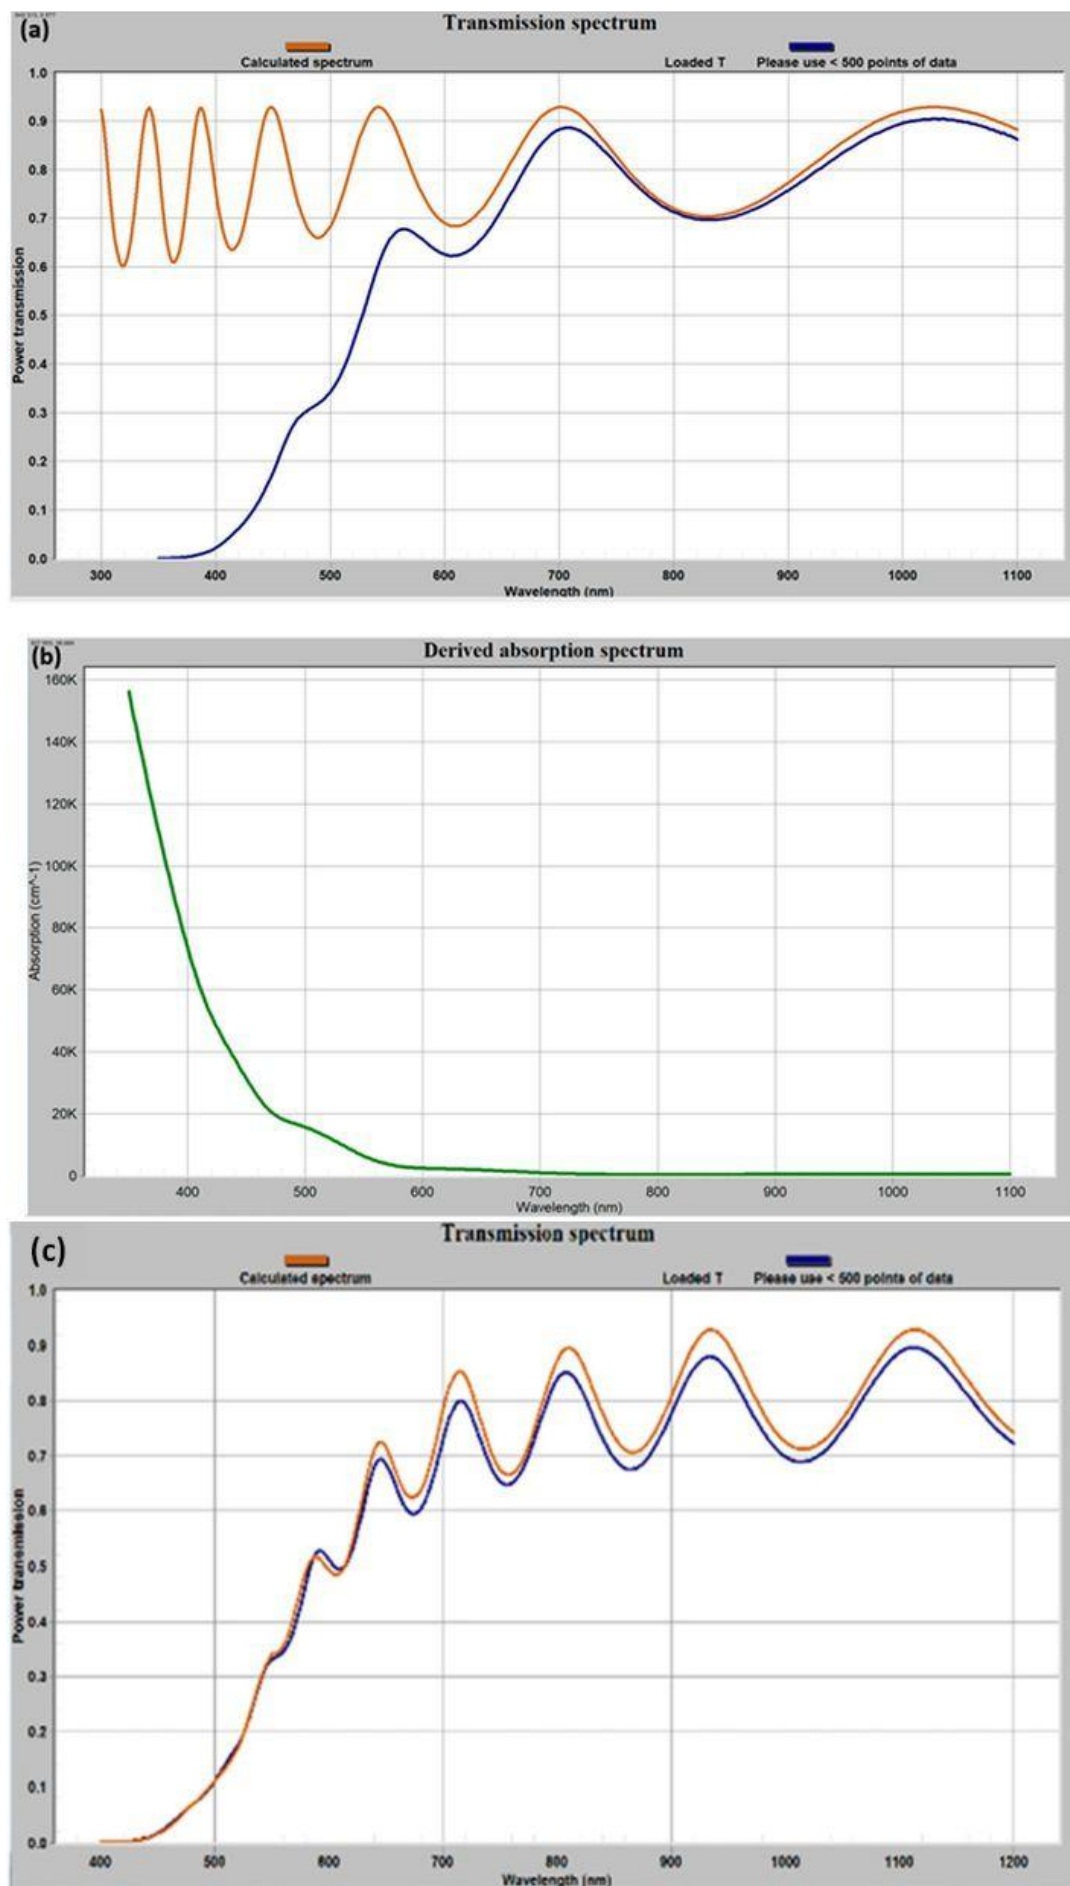 (a)
Transmission spectrum
Calculated spectrum Loaded T Please use < 500 points of data
Power transmission
1.0
0.9
0.8
0.7
0.6
0.5
0.4
0.3
0.2
0.1
0.0
300 400 500 600 700 800 900 1000 1100
Wavelength (nm)
(b)
Derived absorption spectrum
Absorption (cm^-1)
160K
140K
120K
100K
80K
60K
40K
20K
0
400 500 600 700 800 900 1000 1100
Wavelength (nm)
(c)
Transmission spectrum
Calculated spectrum Loaded T Please use < 500 points of data
Power transmission
1.0
0.9
0.8
0.7
0.6
0.5
0.4
0.3
0.2
0.1
0.0
400 500 600 700 800 900 1000 1100 1200
Wavelength (nm)